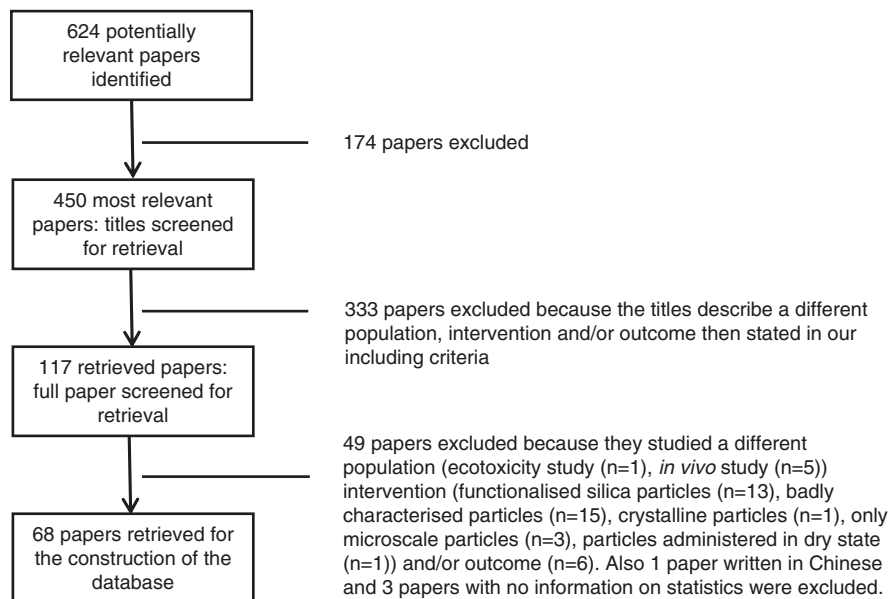 624 potentially
relevant papers
identified
174 papers excluded
450 most relevant
papers: titles screened
for retrieval
333 papers excluded because the titles describe a different
population, intervention and/or outcome then stated in our
including criteria
117 retrieved papers:
full paper screened for
retrieval
49 papers excluded because they studied a different
population (ecotoxicity study (n=1), in vivo study (n=5))
intervention (functionalised silica particles (n=13), badly
characterised particles (n=15), crystalline particles (n=1), only
microscale particles (n=3), particles administered in dry state
(n=1)) and/or outcome (n=6). Also 1 paper written in Chinese
and 3 papers with no information on statistics were excluded.
68 papers retrieved for
the construction of the
database